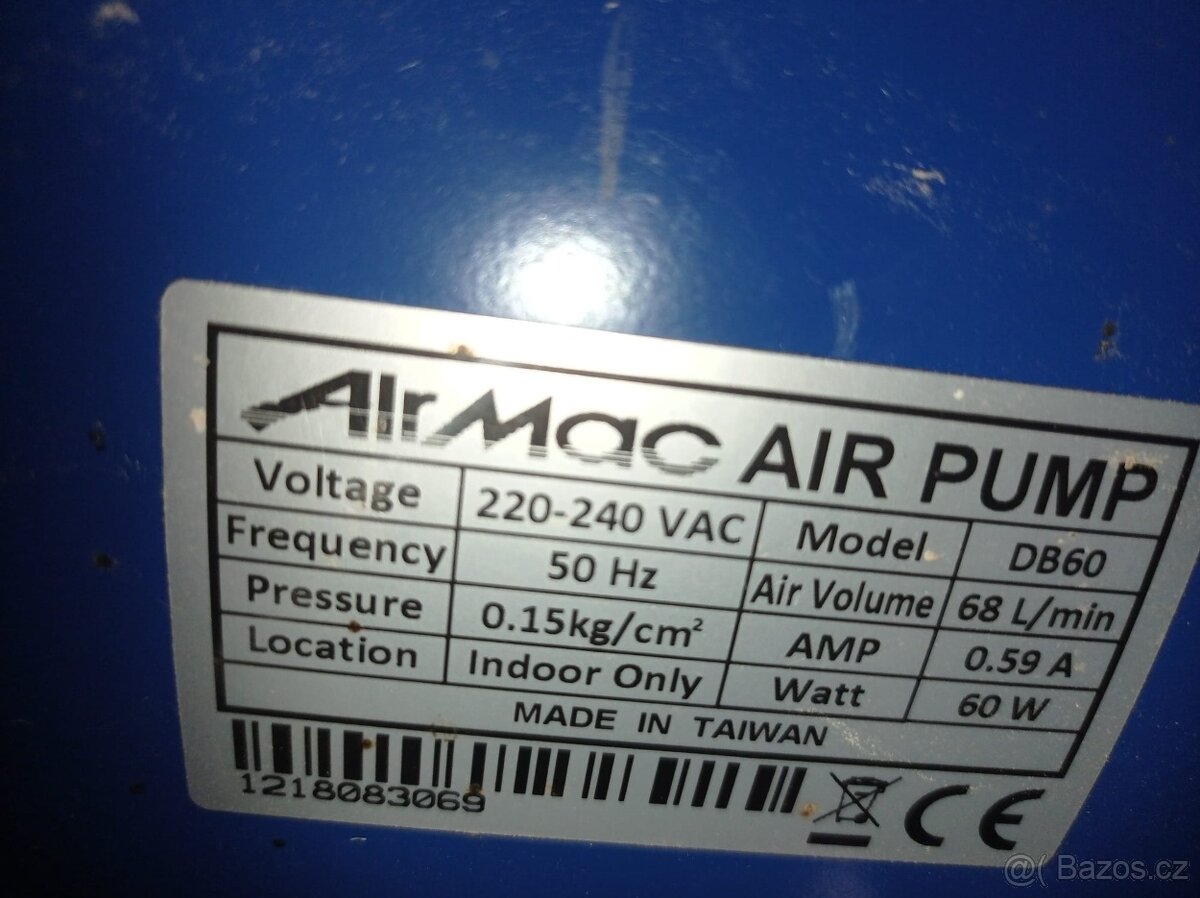 AirMac AIR PUMP
Voltage 220-240 VAC Model DB60
Frequency 50 Hz Air Volume 68 L/min
Pressure 0.15kg/cm² AMP 0.59 A
Location Indoor Only Watt 60 W
MADE IN TAIWAN
1218083069
CE
@( Bazos.cz